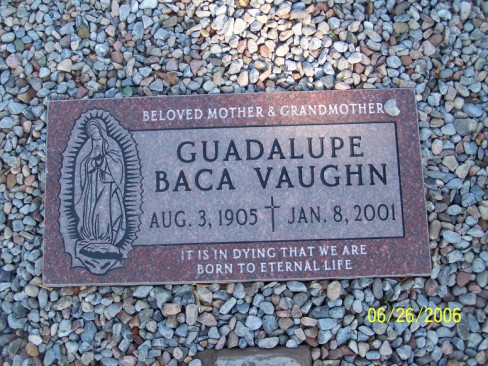 BELOVED MOTHER & GRANDMOTHER
GUADALUPE
BACA VAUGHN
AUG. 3, 1905 † JAN. 8, 2001
IT IS IN DYING THAT WE ARE
BORN TO ETERNAL LIFE
06/26/2006